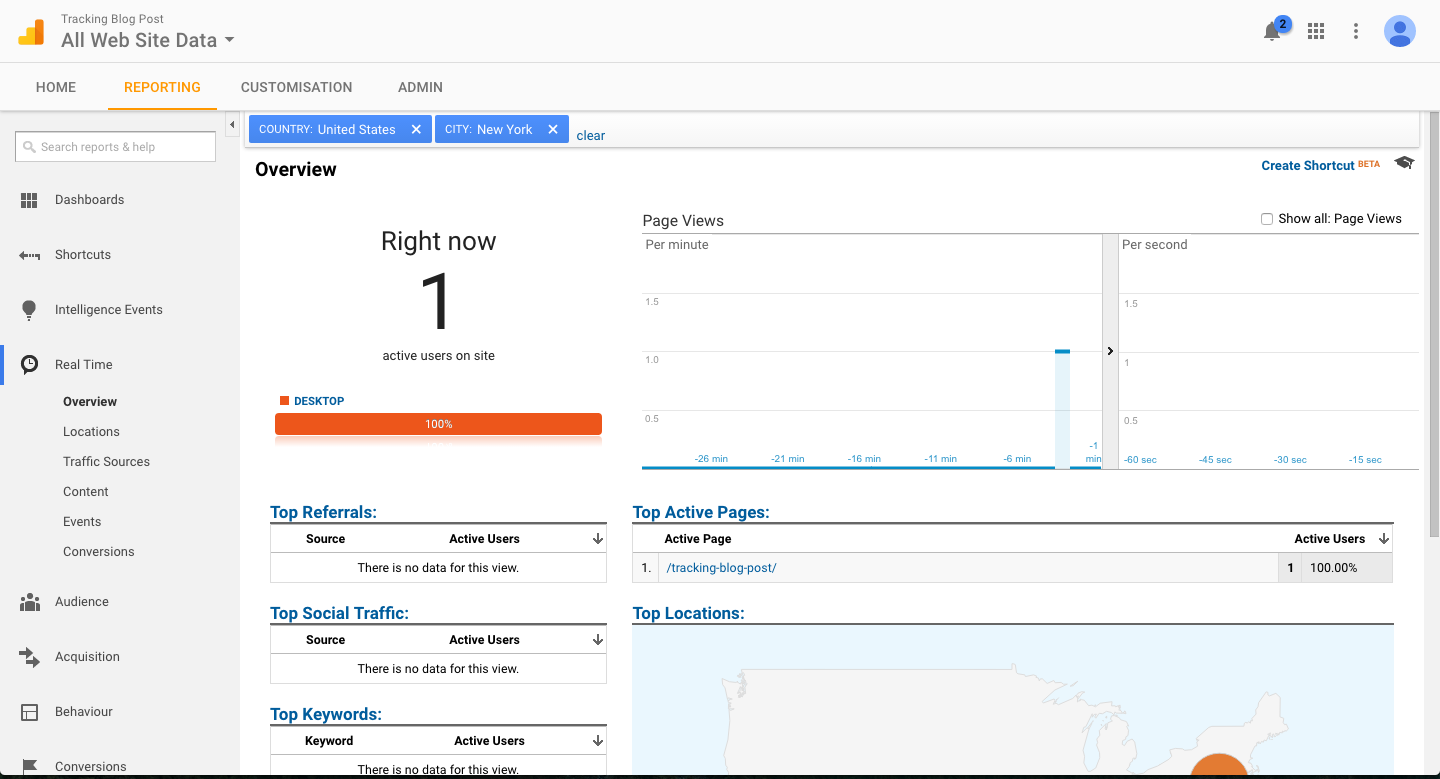 Tracking Blog Post
All Web Site Data
2
HOME
REPORTING
CUSTOMISATION
ADMIN
Search reports & help
Dashboards
Shortcuts
Intelligence Events
Real Time
Overview
Locations
Traffic Sources
Content
Events
Conversions
Audience
Acquisition
Behaviour
Conversions
COUNTRY: United States
CITY: New York
clear
Overview
Create Shortcut BETA
Right now
1
active users on site
DESKTOP
100%
Page Views
Show all: Page Views
Per minute
1.5
1.0
0.5
-26 min
-21 min
-16 min
-11 min
-6 min
-1
min
Per second
1.5
1
0.5
-60 sec
-45 sec
-30 sec
-15 sec
Top Referrals:
Source Active Users
There is no data for this view.
Top Social Traffic:
Source Active Users
There is no data for this view.
Top Keywords:
Keyword Active Users
There is no data for this view.
Top Active Pages:
Active Page Active Users
1. /tracking-blog-post/ 1 100.00%
Top Locations: